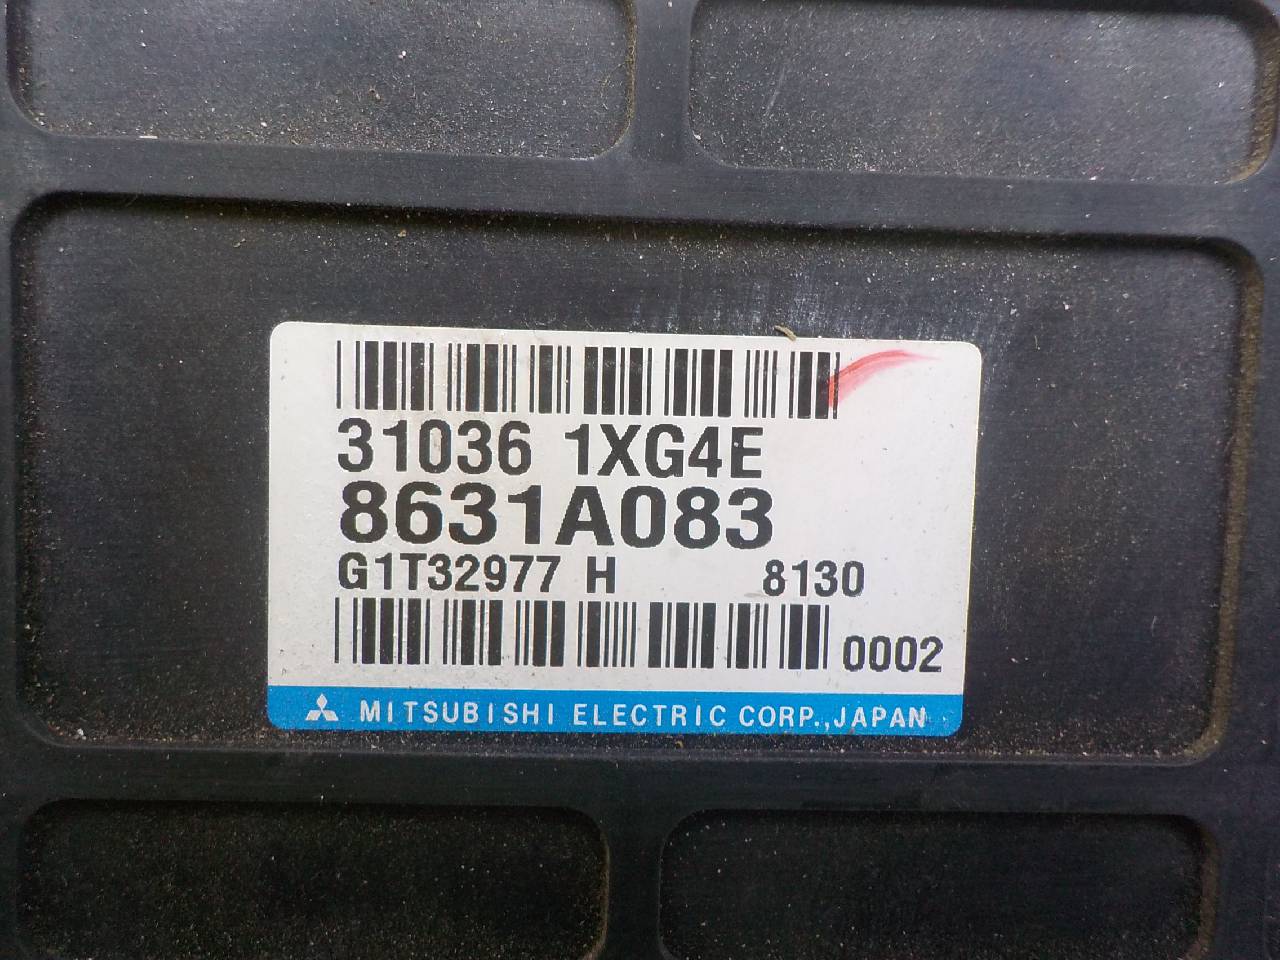 31036 1XG4E
8631A083
G1T32977 H 8130
0002
MITSUBISHI ELECTRIC CORP., JAPAN